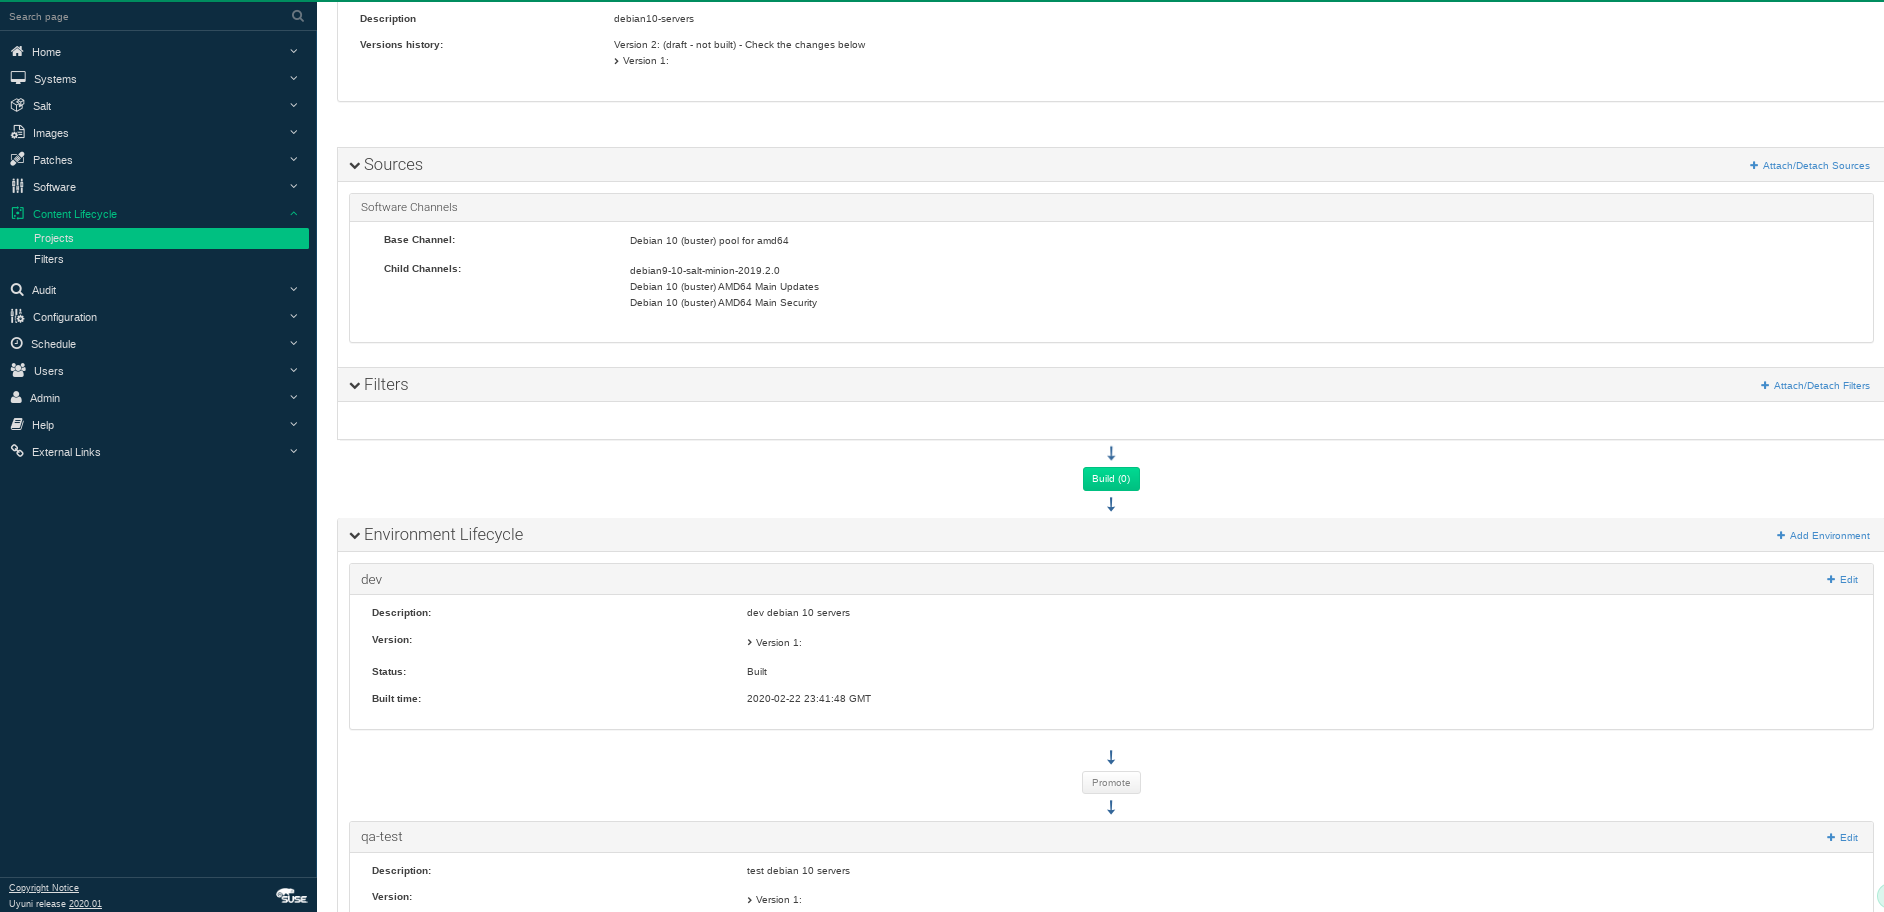 Search page
Home
Systems
Salt
Images
Patches
Software
Content Lifecycle
Projects
Filters
Audit
Configuration
Schedule
Users
Admin
Help
External Links
Copyright Notice
Uyuni release 2020.01
SUSE
Description debian10-servers
Versions history: Version 2: (draft - not built) - Check the changes below
Version 1:
Sources Attach/Detach Sources
Software Channels
Base Channel: Debian 10 (buster) pool for amd64
Child Channels: debian9-10-salt-minion-2019.2.0
Debian 10 (buster) AMD64 Main Updates
Debian 10 (buster) AMD64 Main Security
Filters Attach/Detach Filters
Build (0)
Environment Lifecycle Add Environment
dev Edit
Description: dev debian 10 servers
Version: Version 1:
Status: Built
Built time: 2020-02-22 23:41:48 GMT
Promote
qa-test Edit
Description: test debian 10 servers
Version: Version 1: